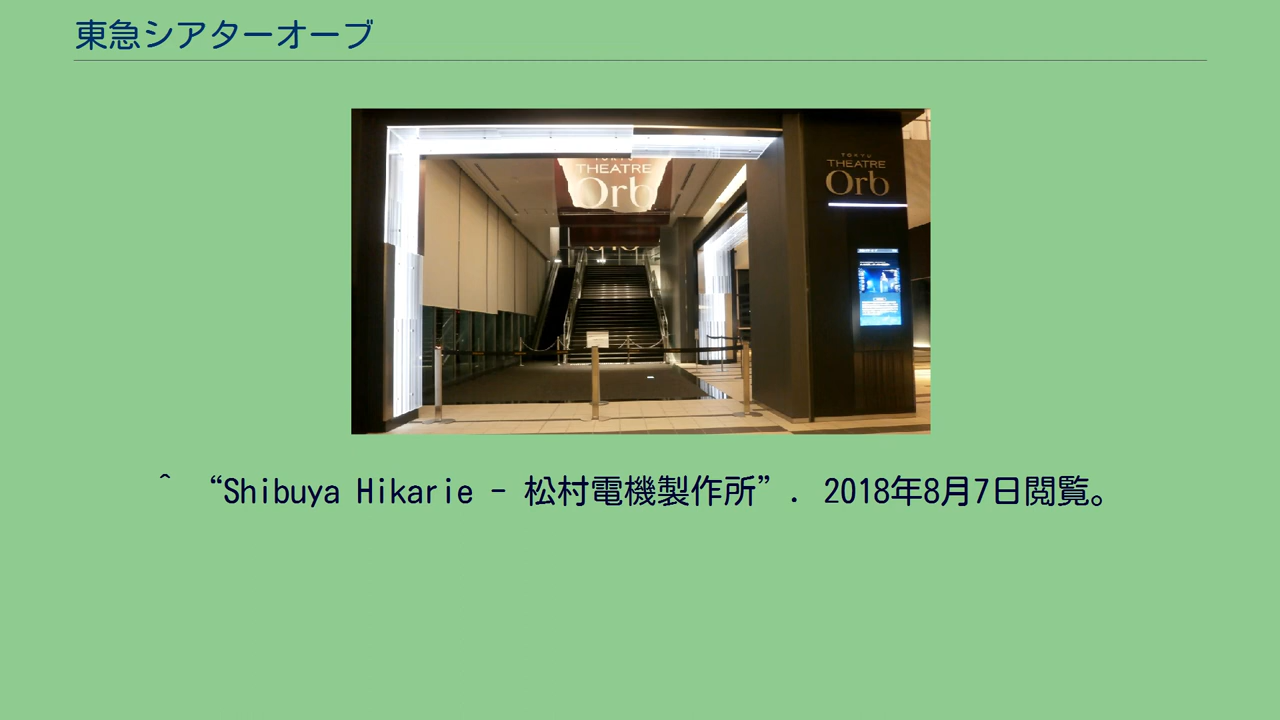 東急シアターオーブ
THEATRE
Orb
TOKYU
THEATRE
Orb
^ “Shibuya Hikarie - 松村電機製作所”. 2018年8月7日閲覧。